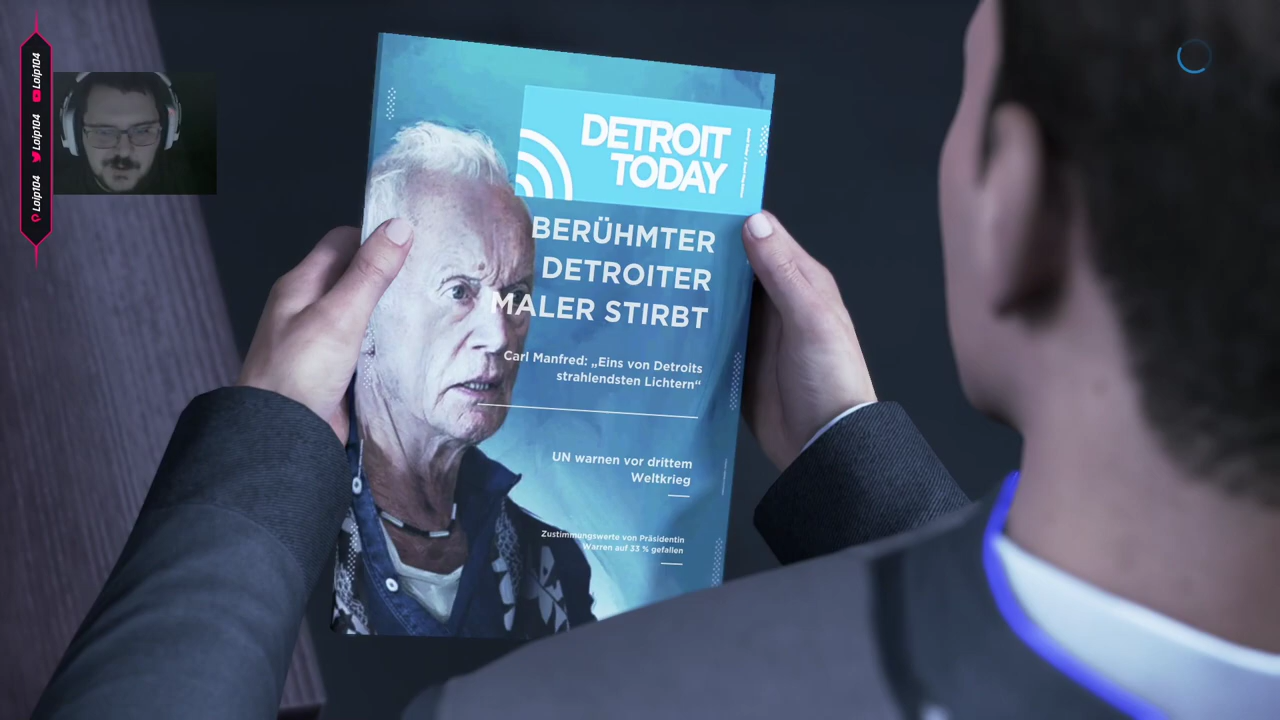 Loip104
Loip104
Loip104
DETROIT
TODAY
BERÜHMTER
DETROITER
MALER STIRBT
Carl Manfred: „Eins von Detroits
strahlendsten Lichtern“
UN warnen vor drittem
Weltkrieg
Zustimmungswerte von Präsidentin
Warren auf 33 % gefallen